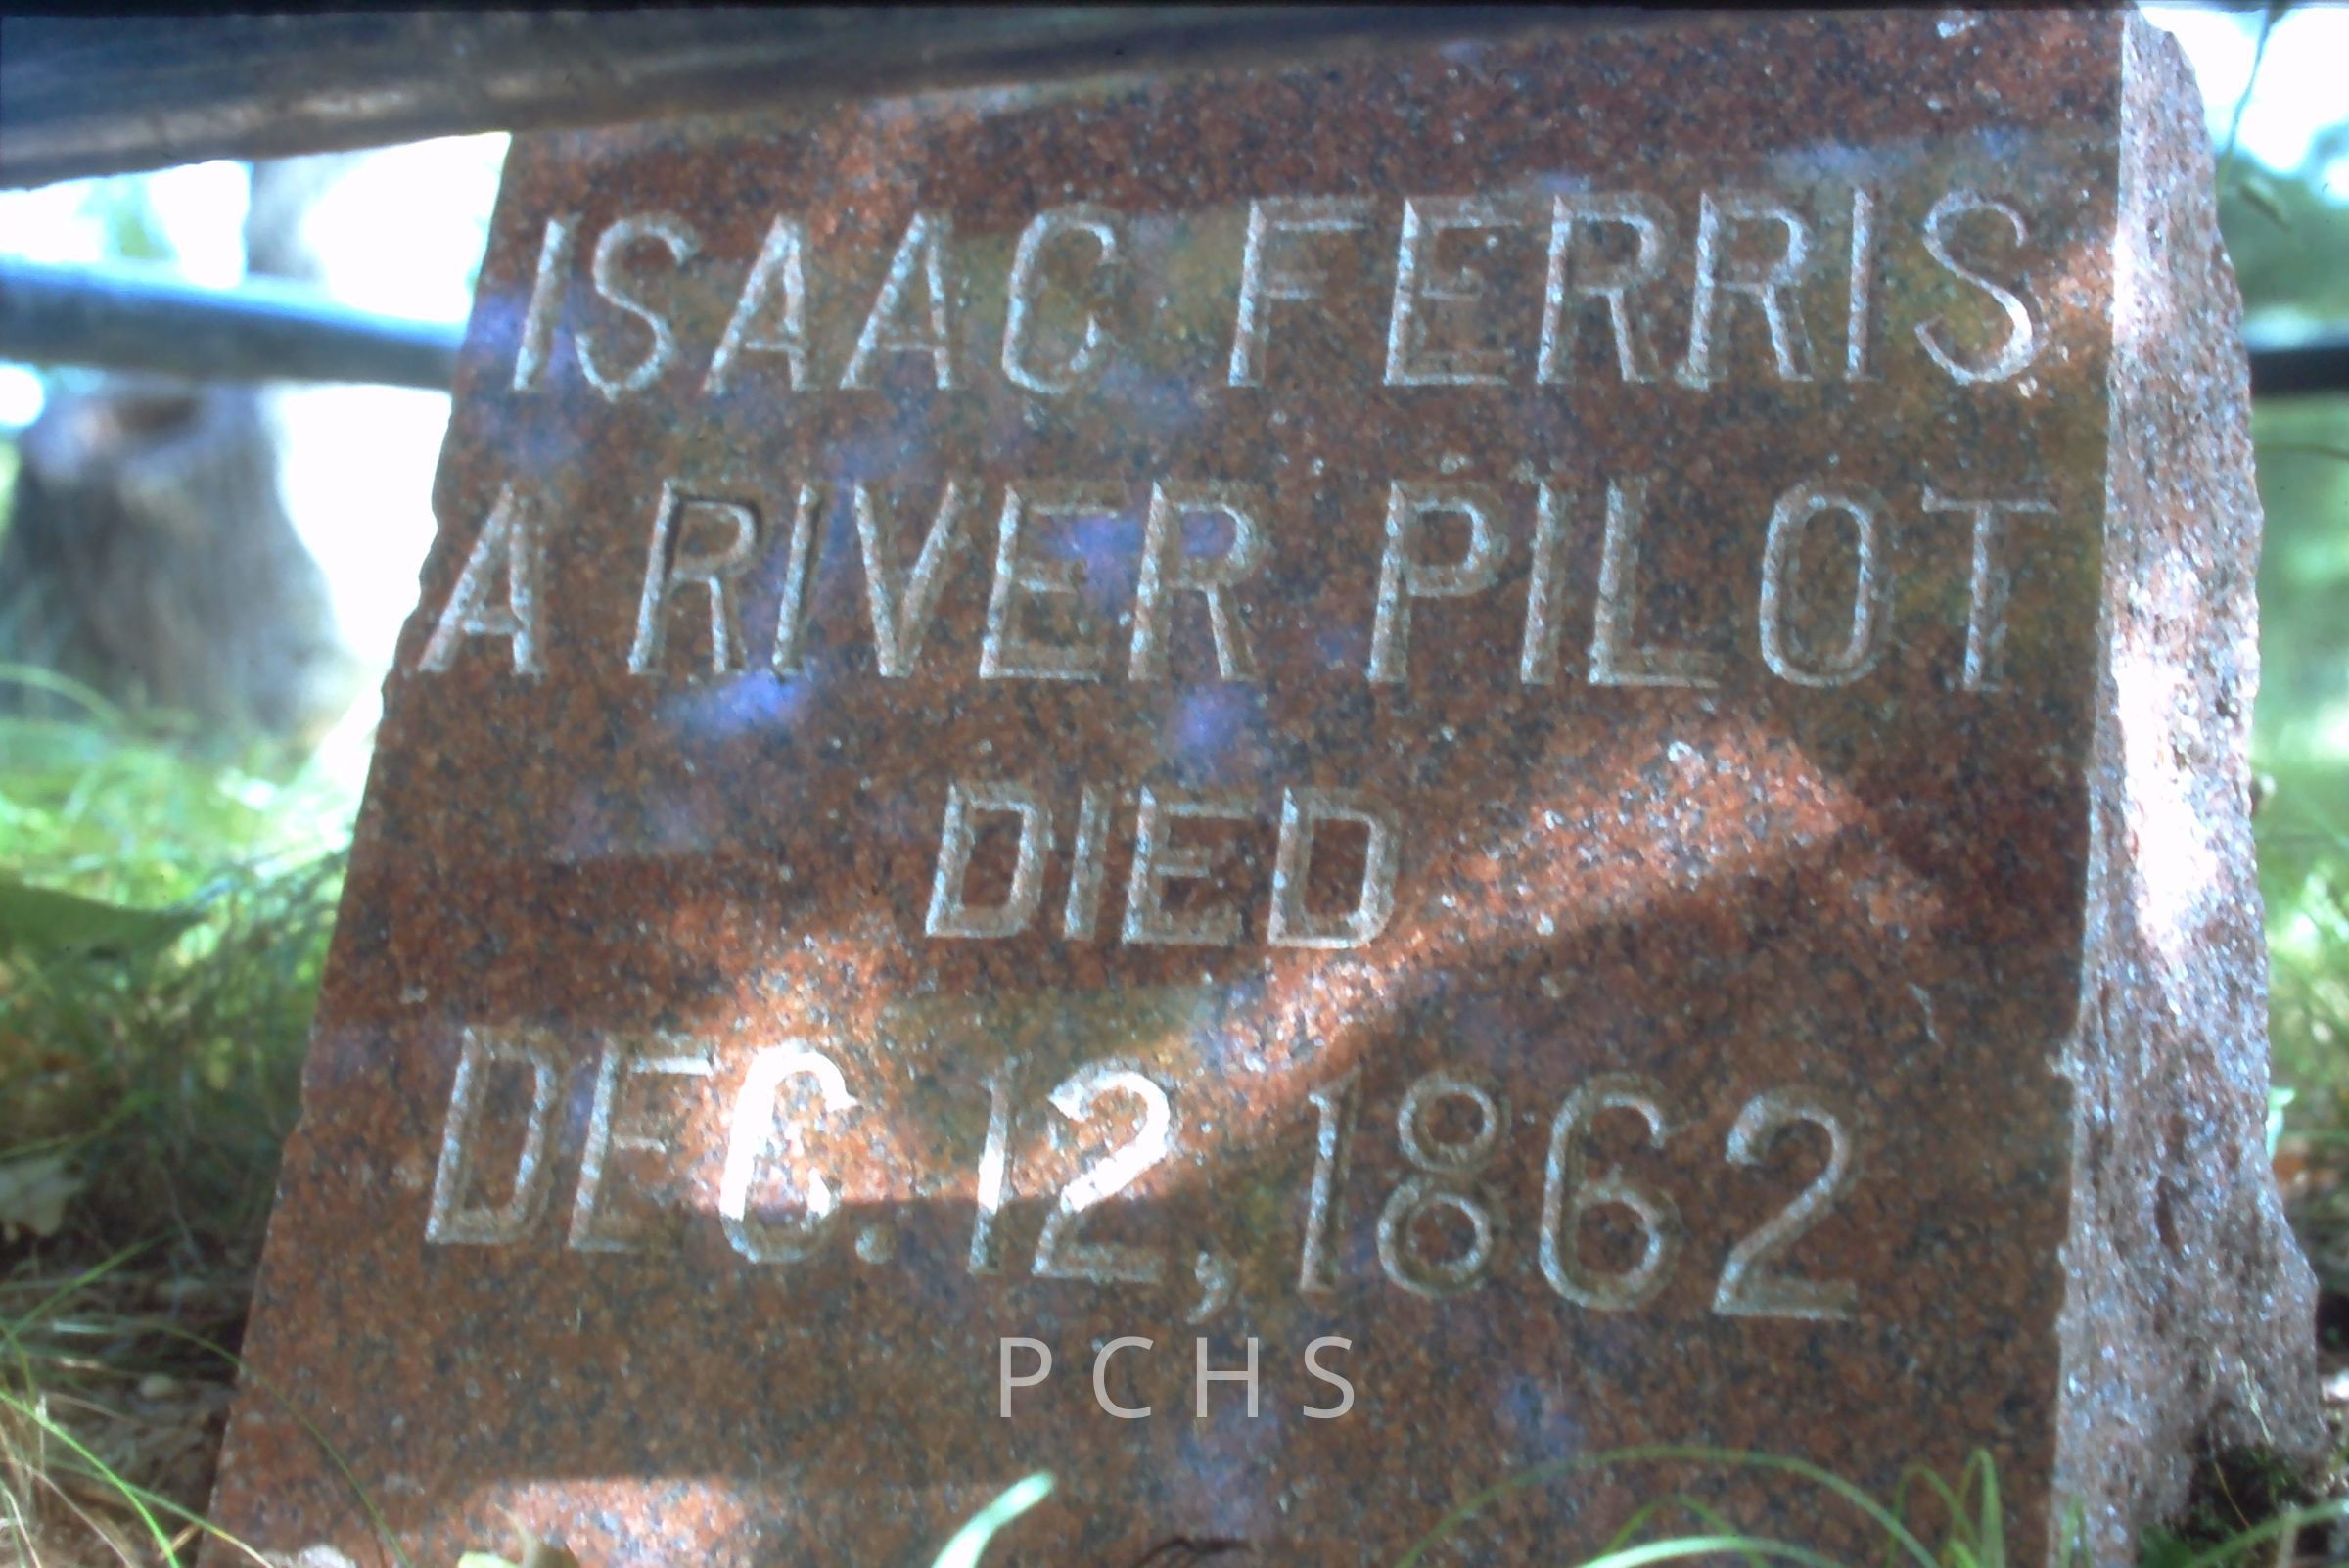 ISAAC FERRIS
A RIVER PILOT
DIED
DEC. 12, 1862
PCHS